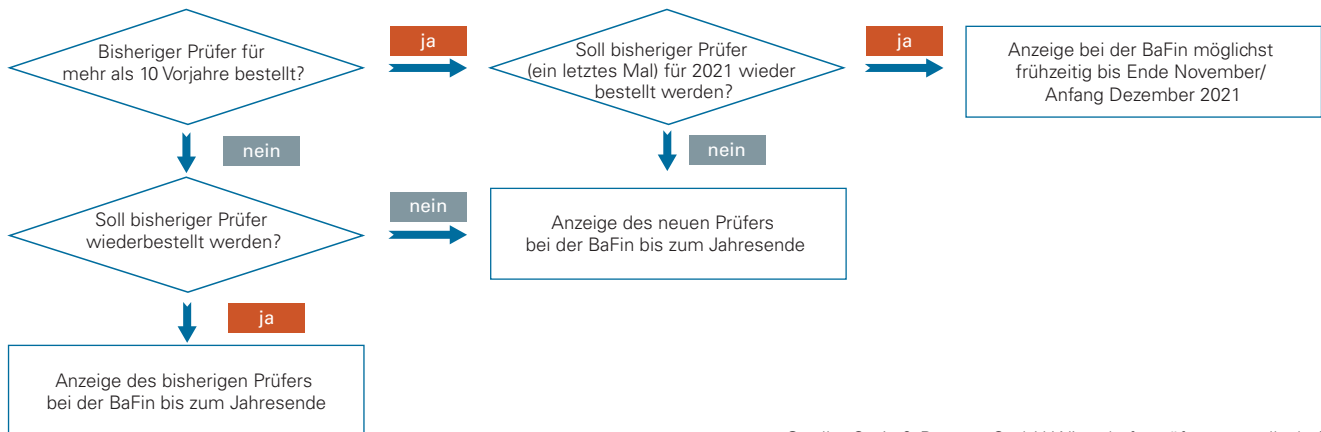 Bisheriger Prüfer für
mehr als 10 Vorjahre bestellt?
ja
Soll bisheriger Prüfer
(ein letztes Mal) für 2021 wieder
bestellt werden?
ja
Anzeige bei der BaFin möglichst
frühzeitig bis Ende November/
Anfang Dezember 2021
nein
nein
Soll bisheriger Prüfer
wiederbestellt werden?
nein
Anzeige des neuen Prüfers
bei der BaFin bis zum Jahresende
ja
Anzeige des bisherigen Prüfers
bei der BaFin bis zum Jahresende